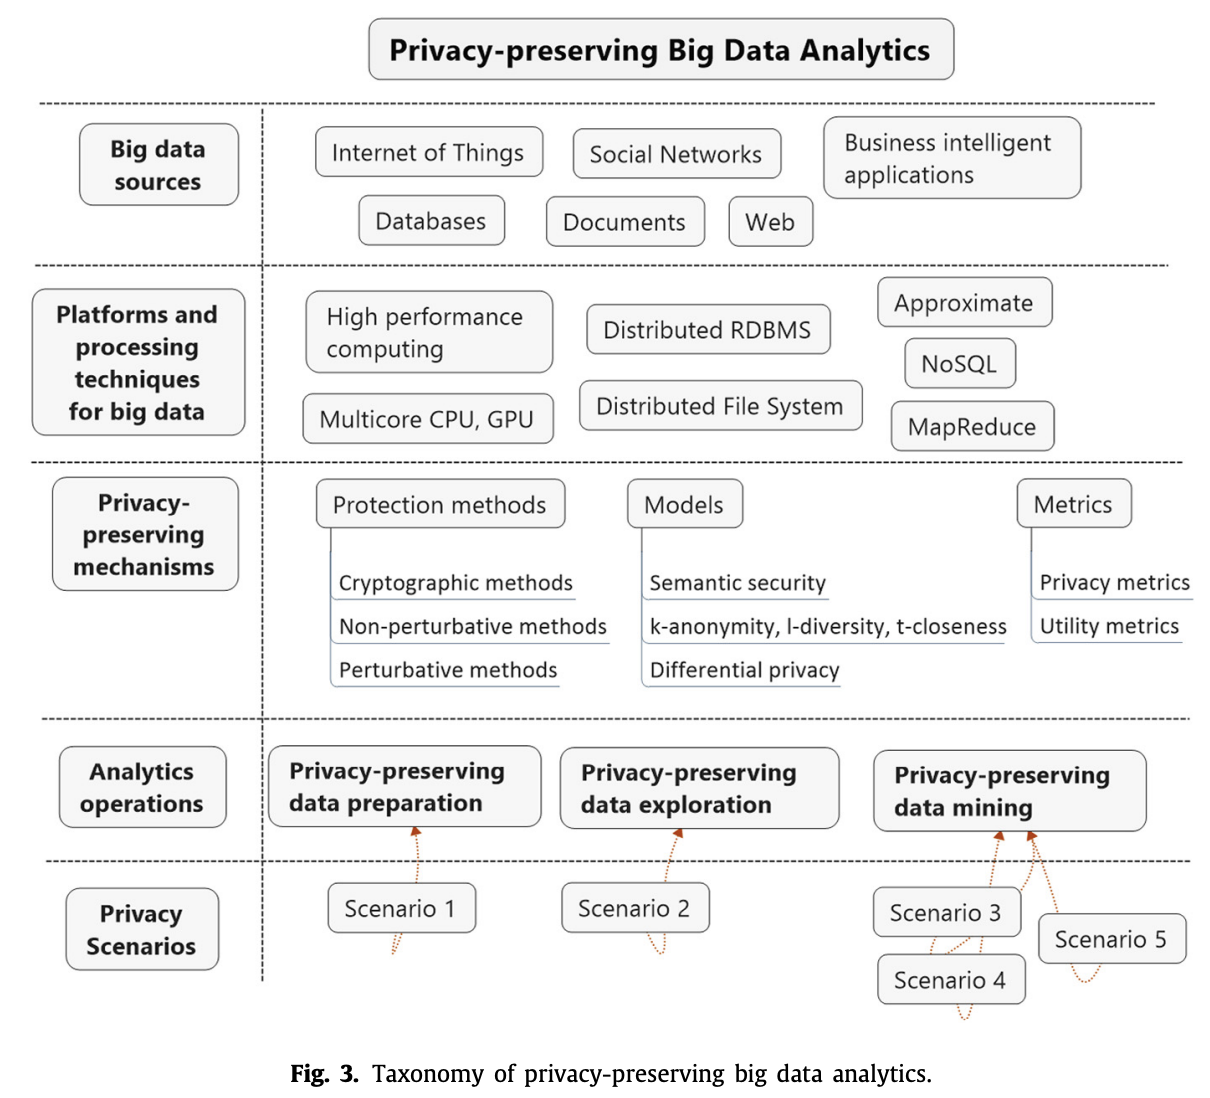 Privacy-preserving Big Data Analytics
Big data
sources
Internet of Things
Social Networks
Business intelligent
applications
Databases
Documents
Web
Platforms and
processing
techniques
for big data
High performance
computing
Distributed RDBMS
Approximate
NoSQL
Multicore CPU, GPU
Distributed File System
MapReduce
Privacy-
preserving
mechanisms
Protection methods
Cryptographic methods
Non-perturbative methods
Perturbative methods
Models
Semantic security
k-anonymity, l-diversity, t-closeness
Differential privacy
Metrics
Privacy metrics
Utility metrics
Analytics
operations
Privacy-preserving
data preparation
Privacy-preserving
data exploration
Privacy-preserving
data mining
Privacy
Scenarios
Scenario 1
Scenario 2
Scenario 3
Scenario 4
Scenario 5
Fig. 3. Taxonomy of privacy-preserving big data analytics.